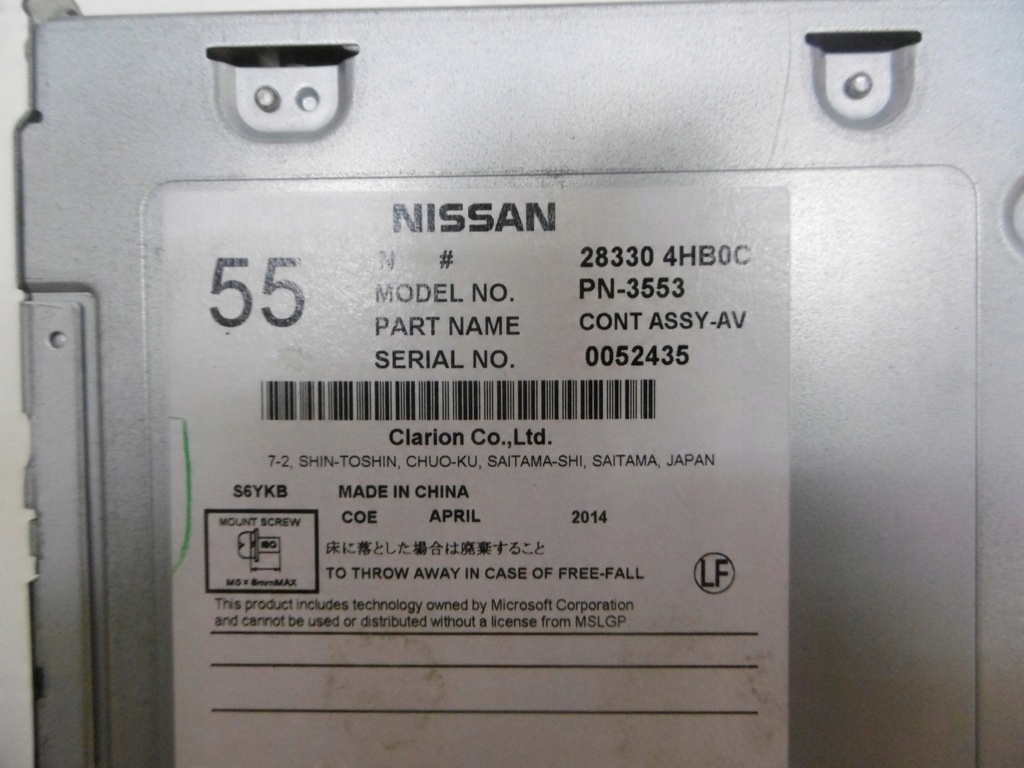 NISSAN
55
N # 28330 4HB0C
MODEL NO. PN-3553
PART NAME CONT ASSY-AV
SERIAL NO. 0052435
Clarion Co.,Ltd.
7-2, SHIN-TOSHIN, CHUO-KU, SAITAMA-SHI, SAITAMA, JAPAN
S6YKB MADE IN CHINA
COE APRIL 2014
MOUNT SCREW
M5 × 8mmMAX
床に落とした場合は廃棄すること
TO THROW AWAY IN CASE OF FREE-FALL
LF
This product includes technology owned by Microsoft Corporation
and cannot be used or distributed without a license from MSLGP.